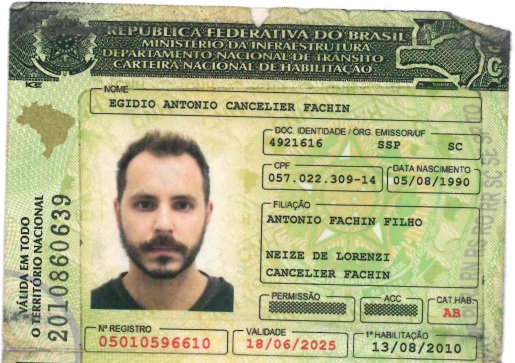 REPÚBLICA FEDERATIVA DO BRASIL
MINISTÉRIO DA INFRAESTRUTURA
DEPARTAMENTO NACIONAL DE TRÂNSITO
CARTEIRA NACIONAL DE HABILITAÇÃO
NOME
EGIDIO ANTONIO CANCELIER FACHIN
DOC. IDENTIDADE / ÓRG. EMISSOR/UF
4921616 SSP SC
CPF
057.022.309-14
DATA NASCIMENTO
05/08/1990
FILIAÇÃO
ANTONIO FACHIN FILHO
NEIZE DE LORENZI
CANCELIER FACHIN
PERMISSÃO
ACC
CAT. HAB.
AB
Nº REGISTRO
05010596610
VALIDADE
18/06/2025
1ª HABILITAÇÃO
13/08/2010
VÁLIDA EM TODO
O TERRITÓRIO NACIONAL
2010860639